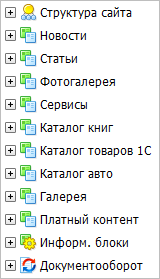 Структура сайта
Новости
Статьи
Фотогалерея
Сервисы
Каталог книг
Каталог товаров 1С
Каталог авто
Галерея
Платный контент
Информ. блоки
Документооборот